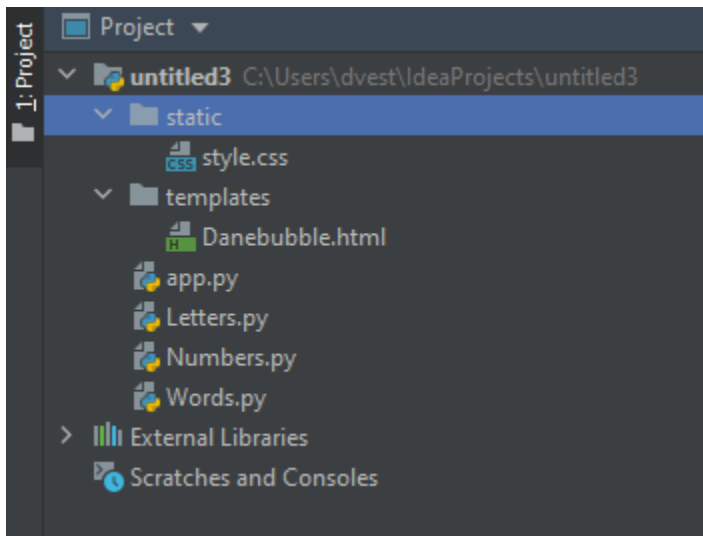 1: Project
Project
untitled3 C:\Users\dvest\IdeaProjects\untitled3
static
CSS style.css
templates
H Danebubble.html
app.py
Letters.py
Numbers.py
Words.py
External Libraries
Scratches and Consoles